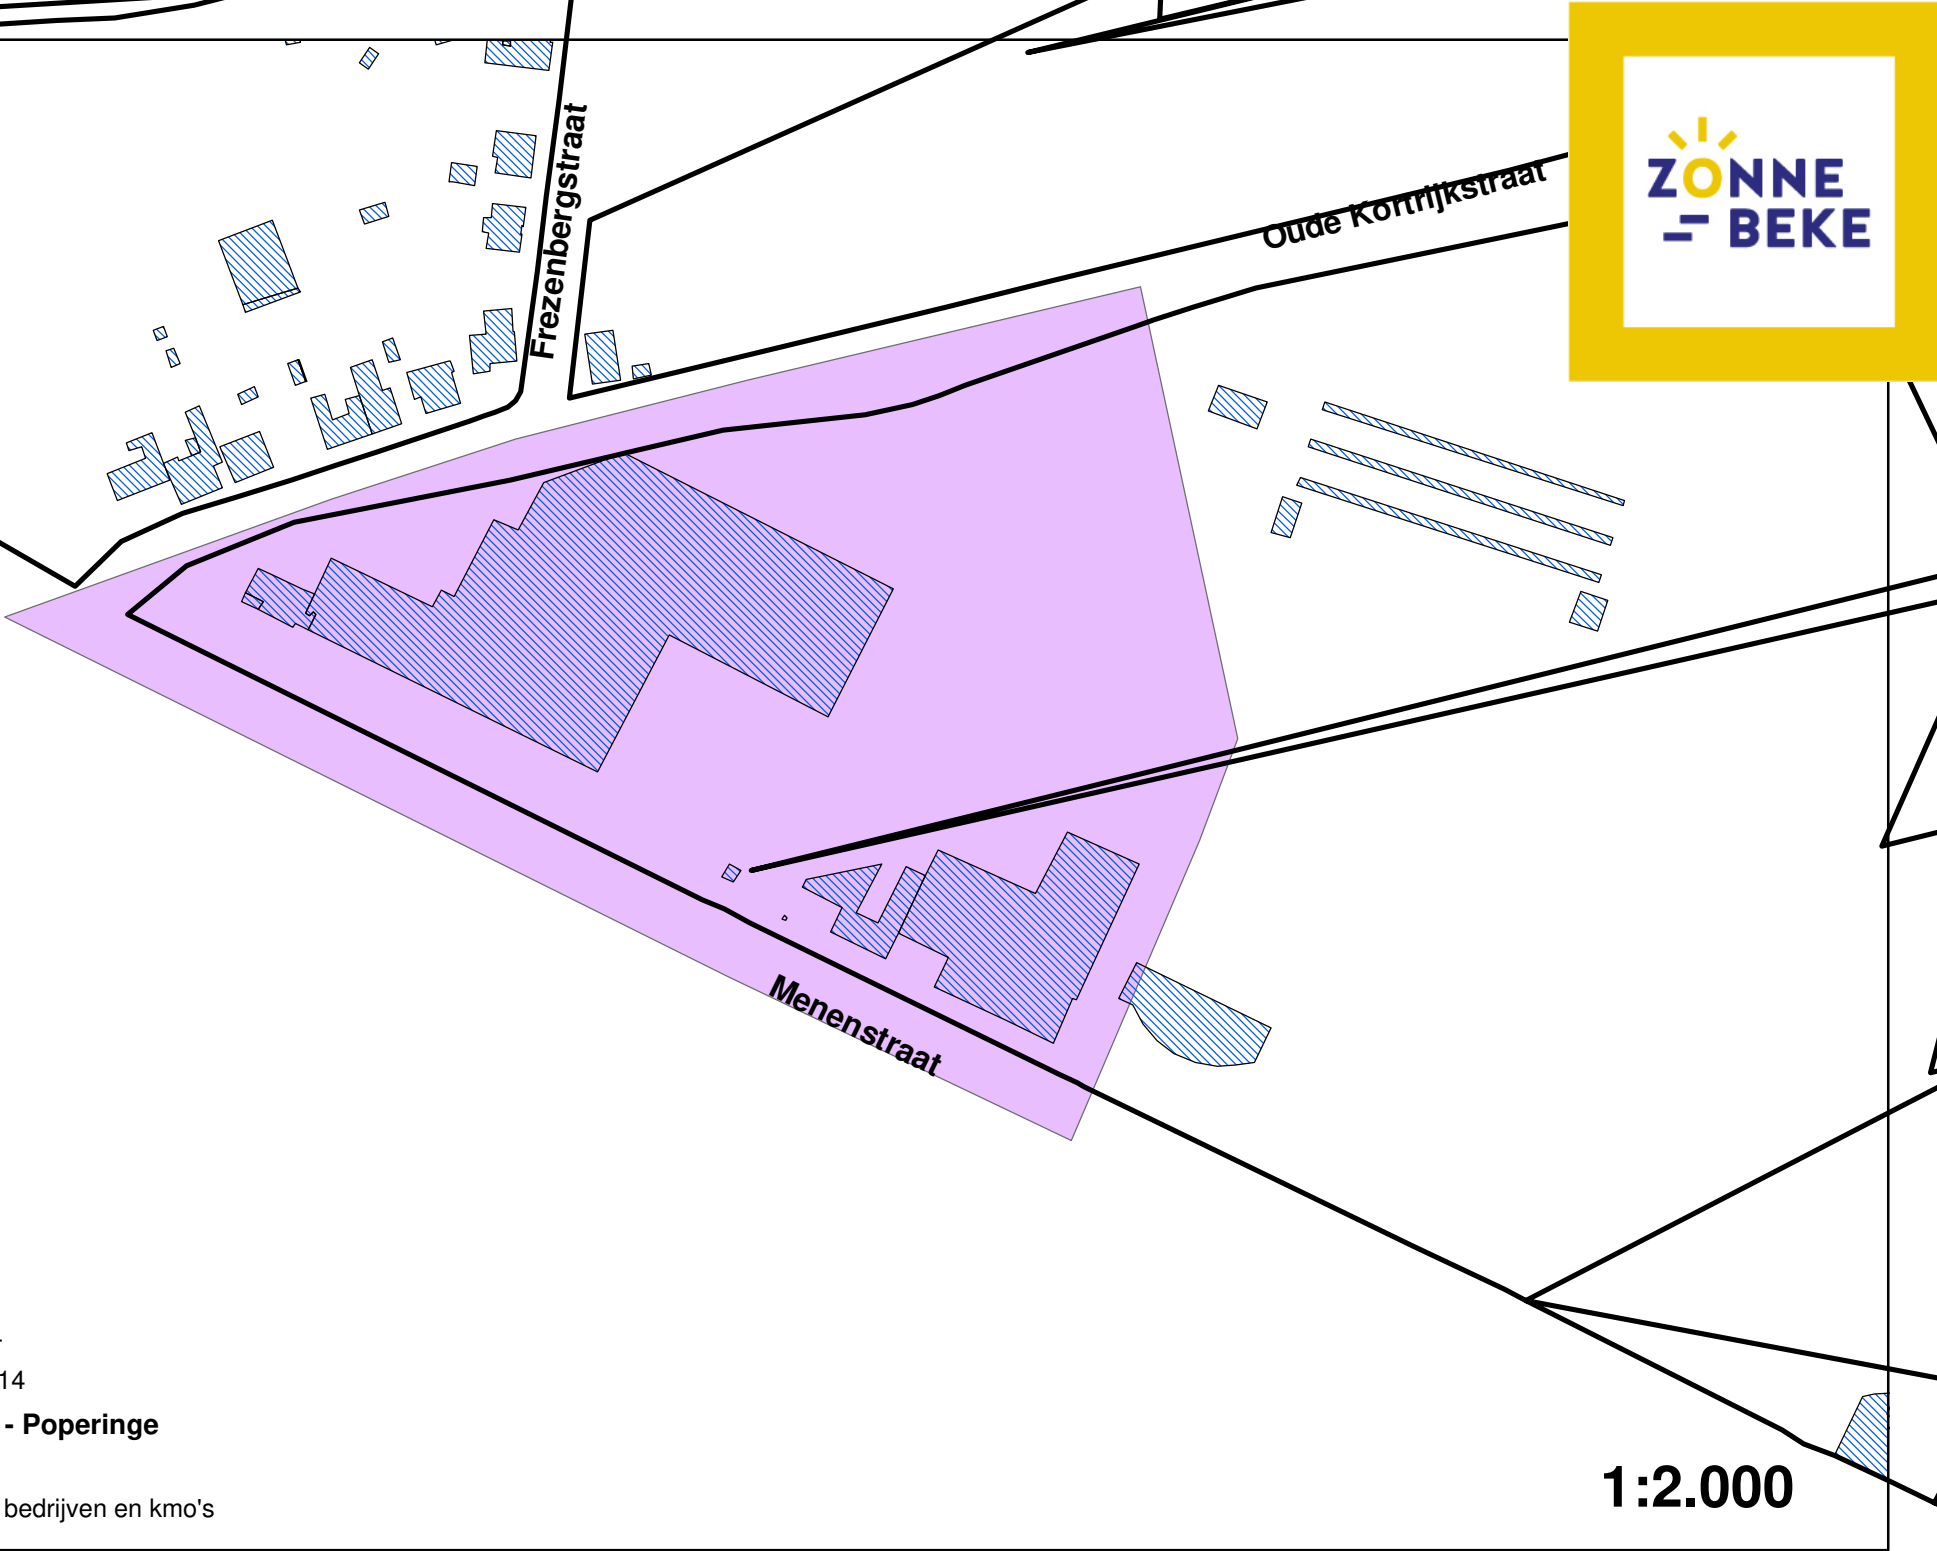 Frezenbergstraat
Oude Kortrijkstraat
ZONNE
BEKE
Menenstraat
14
- Poperinge
bedrijven en kmo's
1:2.000